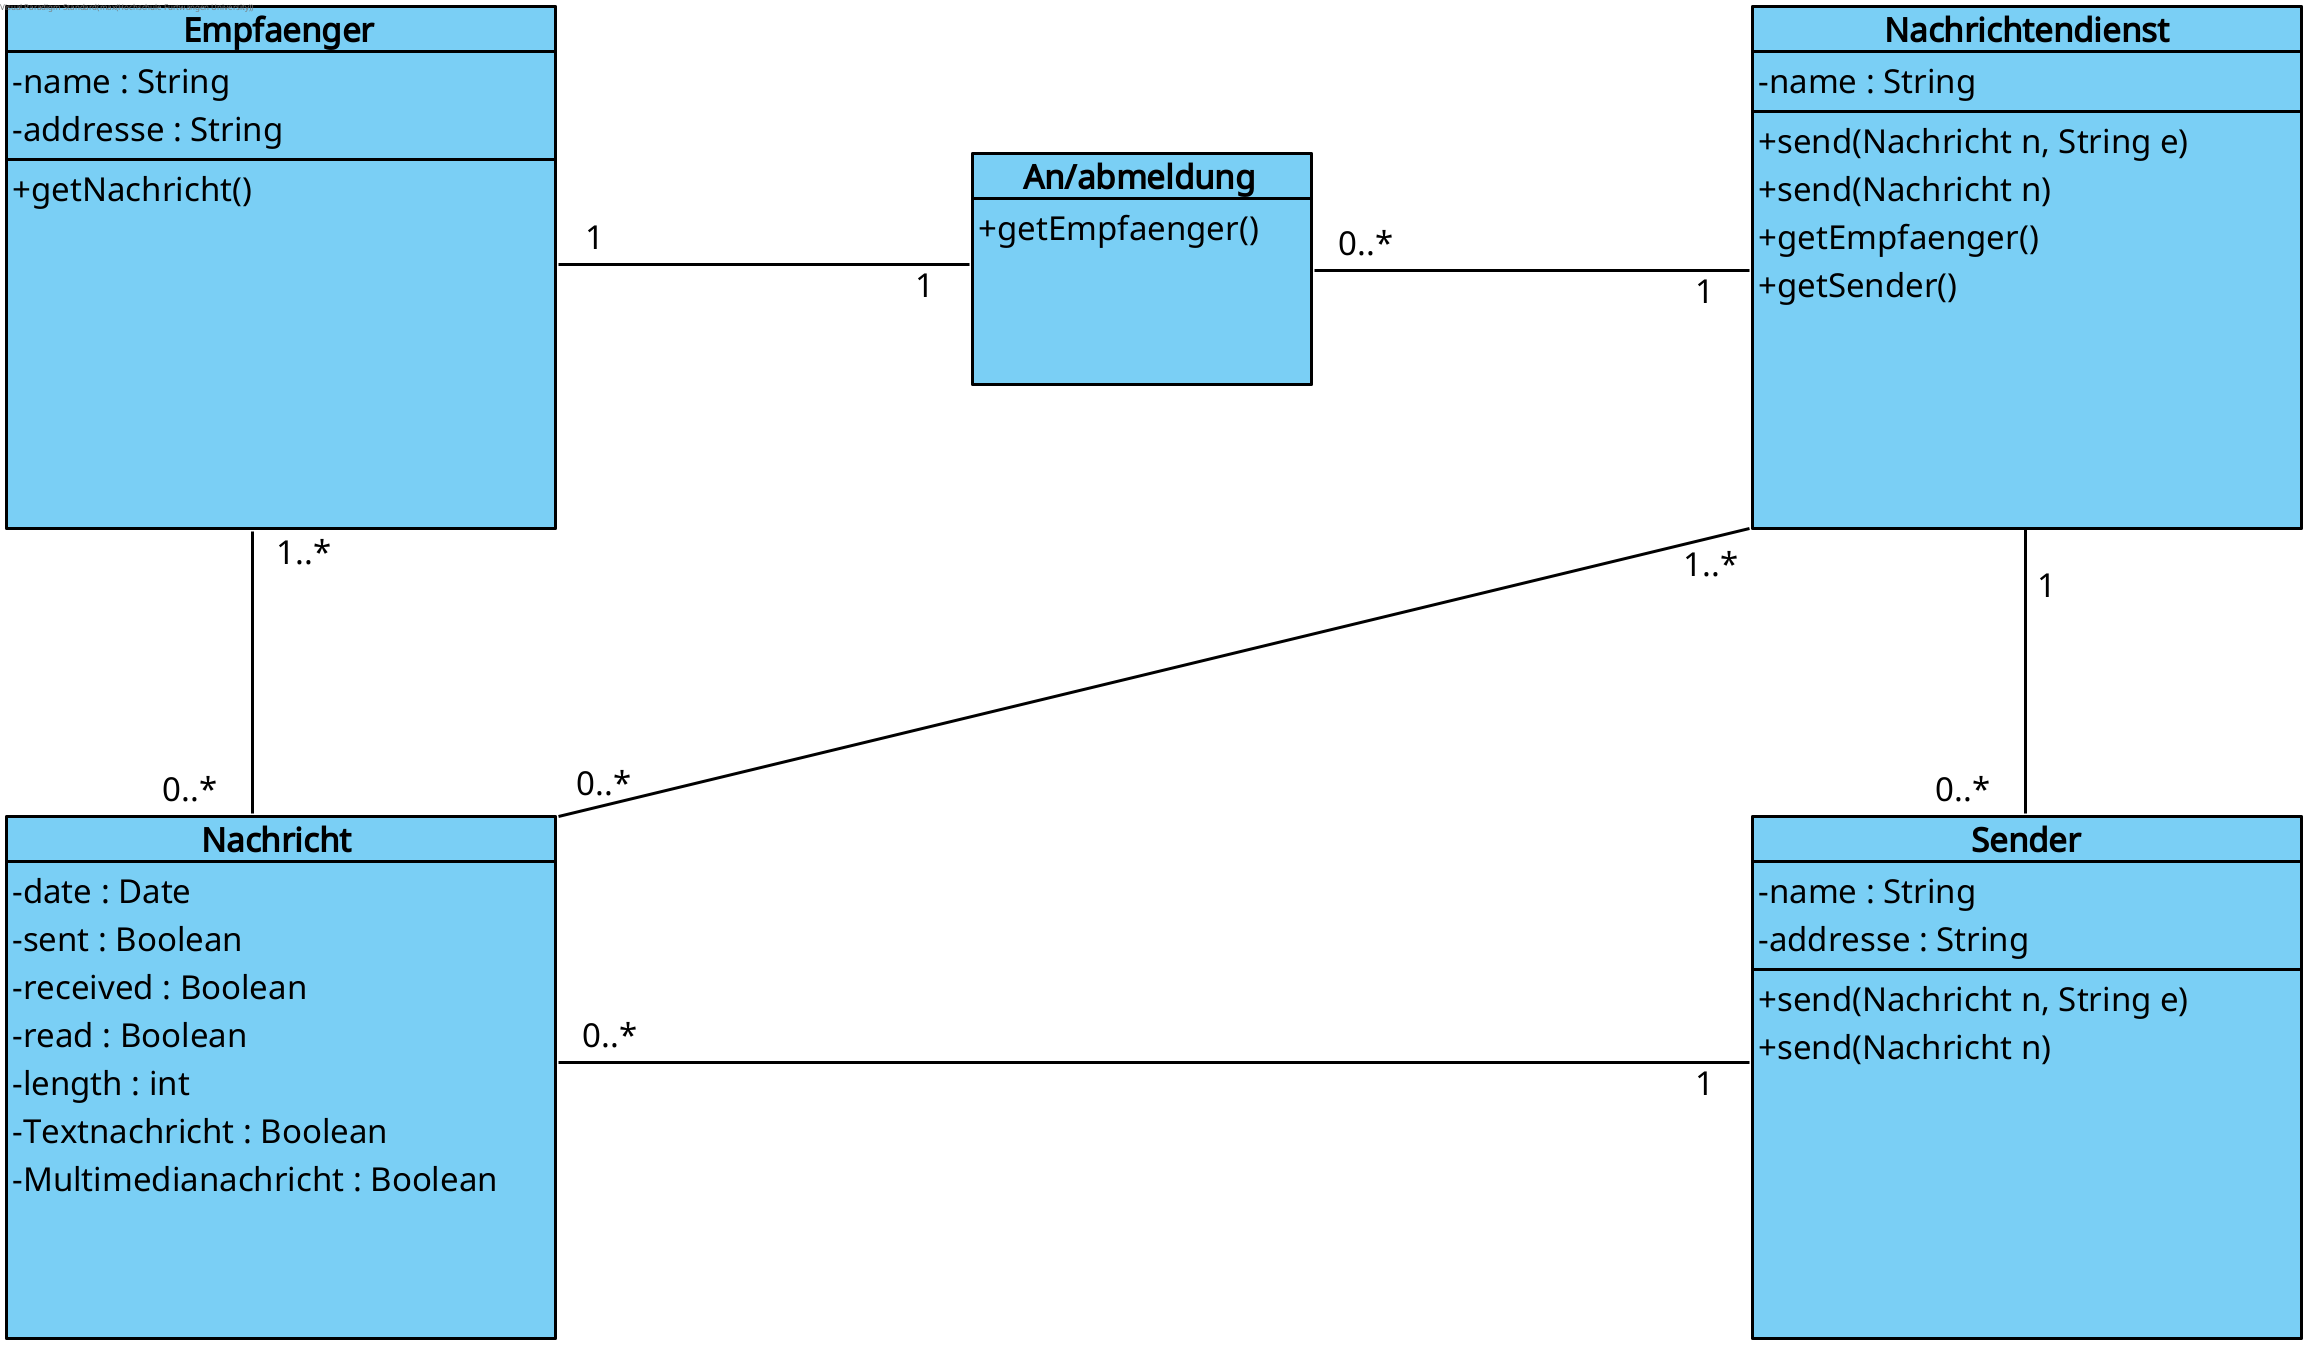 Empfaenger
-name : String
-addresse : String
+getNachricht()
An/abmeldung
+getEmpfaenger()
Nachrichtendienst
-name : String
+send(Nachricht n, String e)
+send(Nachricht n)
+getEmpfaenger()
+getSender()
1
1
0..*
1
1..*
0..*
1..*
0..*
1
0..*
Nachricht
-date : Date
-sent : Boolean
-received : Boolean
-read : Boolean
-length : int
-Textnachricht : Boolean
-Multimedianachricht : Boolean
0..*
1
Sender
-name : String
-addresse : String
+send(Nachricht n, String e)
+send(Nachricht n)